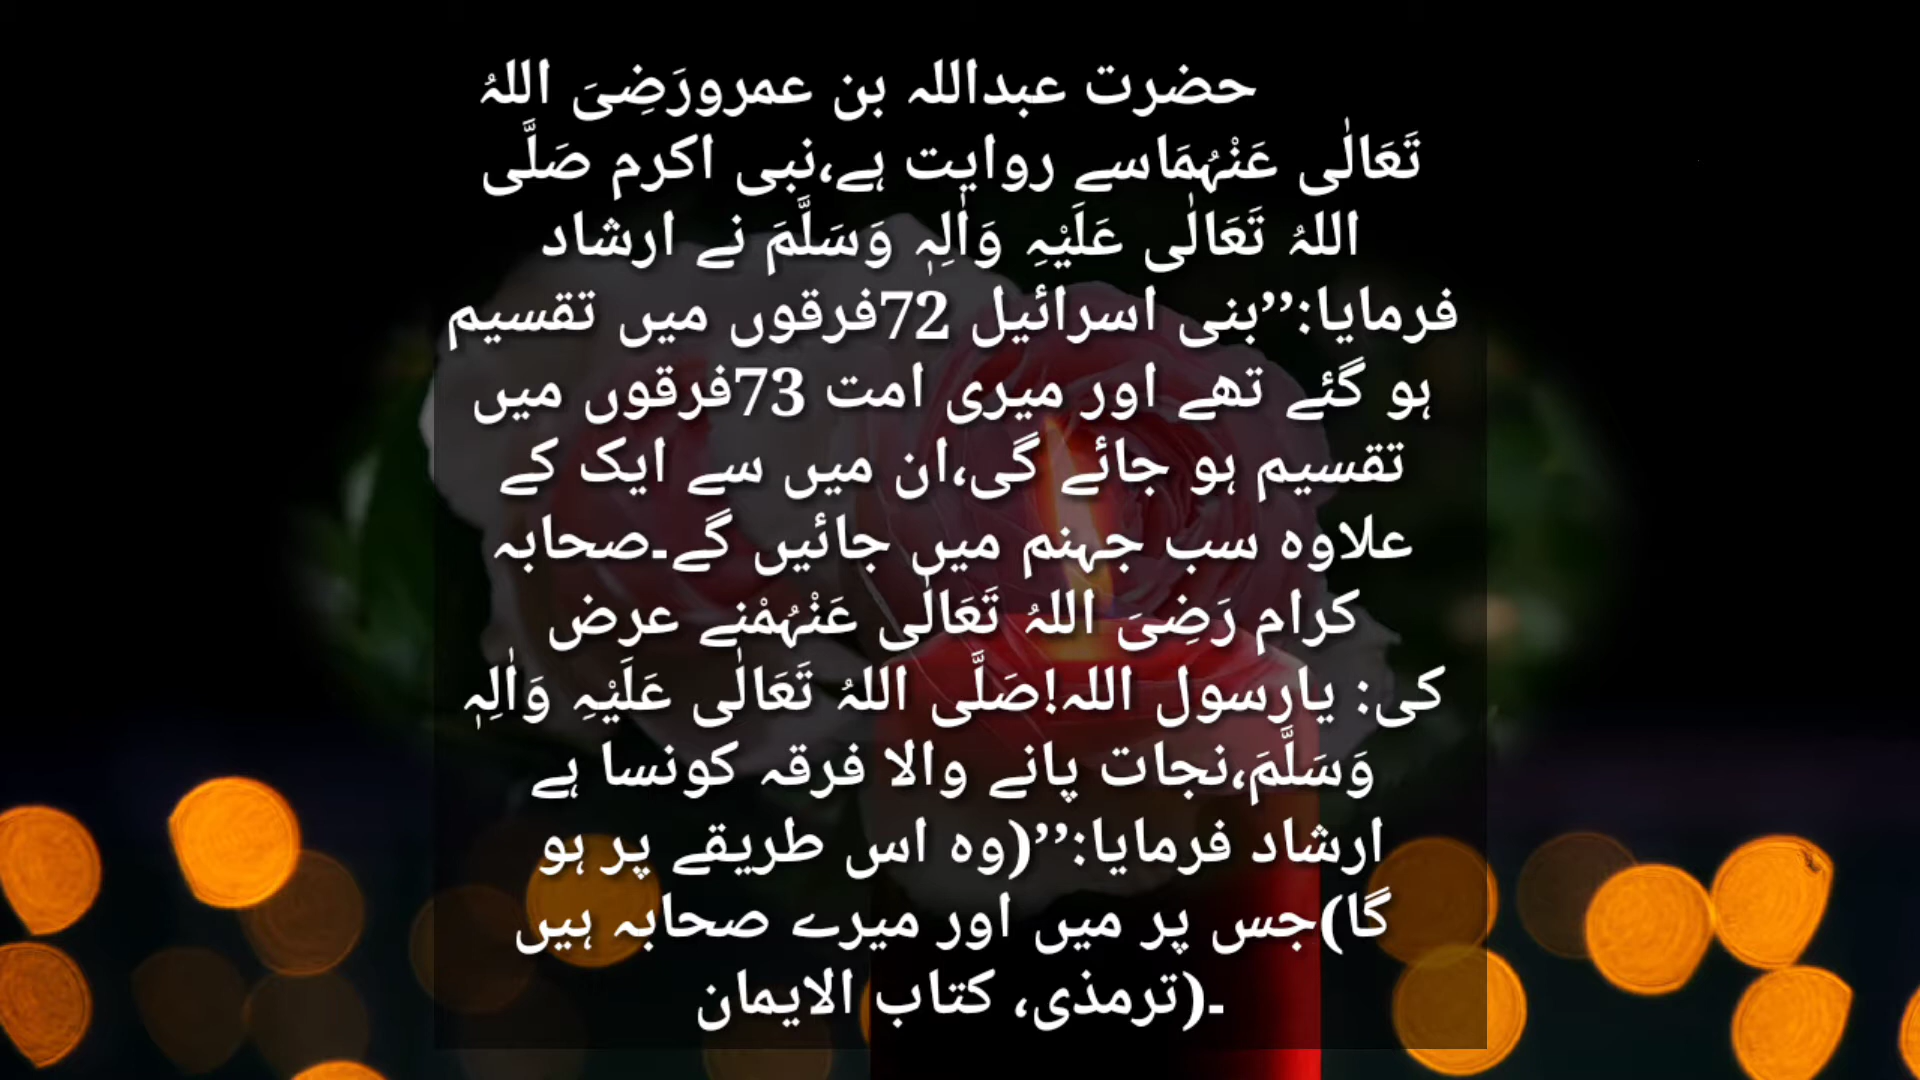 حضرت عبداللہ بن عمرورَضِیَ اللہُ
تَعَالٰی عَنْہُمَاسے روایت ہے،نبی اکرم صَلَّی
اللہُ تَعَالٰی عَلَیْہِ وَاٰلِہٖ وَسَلَّمَ نے ارشاد
فرمایا:’’بنی اسرائیل 72فرقوں میں تقسیم
ہو گئے تھے اور میری امت 73فرقوں میں
تقسیم ہو جائے گی،ان میں سے ایک کے
علاوہ سب جہنم میں جائیں گے۔صحابہ
کرام رَضِیَ اللہُ تَعَالٰی عَنْہُمْنے عرض
کی: یارسول اللہ!صَلَّی اللہُ تَعَالٰی عَلَیْہِ وَاٰلِہٖ
وَسَلَّمَ،نجات پانے والا فرقہ کونسا ہے
ارشاد فرمایا:’’(وہ اس طریقے پر ہو
گا)جس پر میں اور میرے صحابہ ہیں
۔(ترمذی، کتاب الایمان